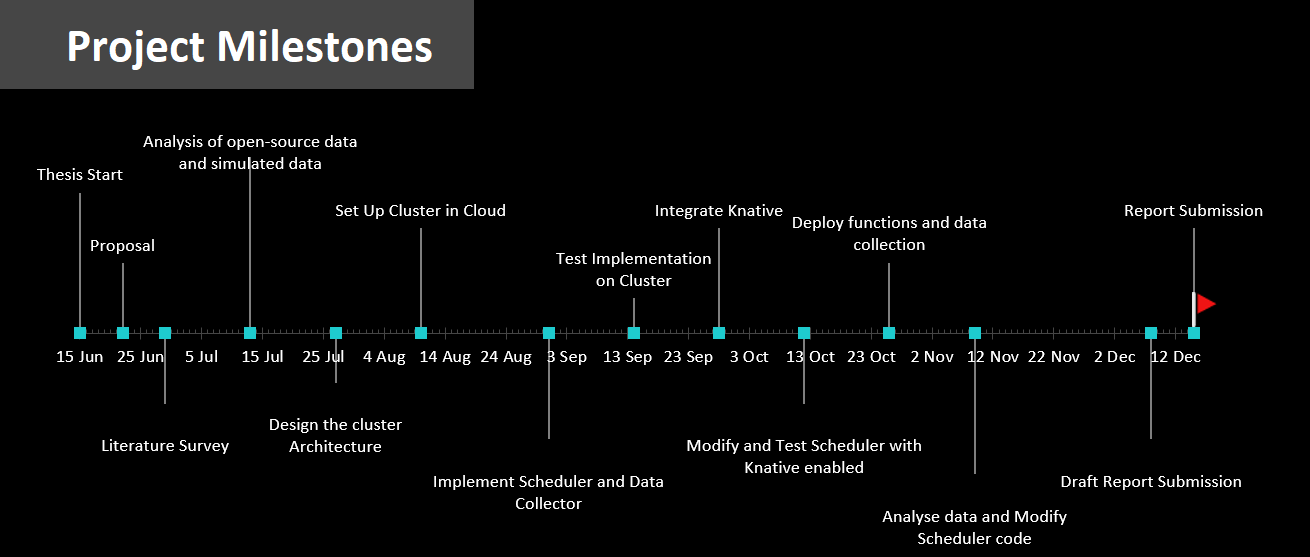 Project Milestones
Analysis of open-source data
and simulated data
Thesis Start
Set Up Cluster in Cloud
Integrate Knative
Report Submission
Deploy functions and data
collection
Proposal
Test Implementation
on Cluster
15 Jun 25 Jun 5 Jul 15 Jul 25 Jul 4 Aug 14 Aug 24 Aug 3 Sep 13 Sep 23 Sep 3 Oct 13 Oct 23 Oct 2 Nov 12 Nov 22 Nov 2 Dec 12 Dec
Design the cluster
Architecture
Literature Survey
Modify and Test Scheduler with
Knative enabled
Implement Scheduler and Data
Collector
Draft Report Submission
Analyse data and Modify
Scheduler code